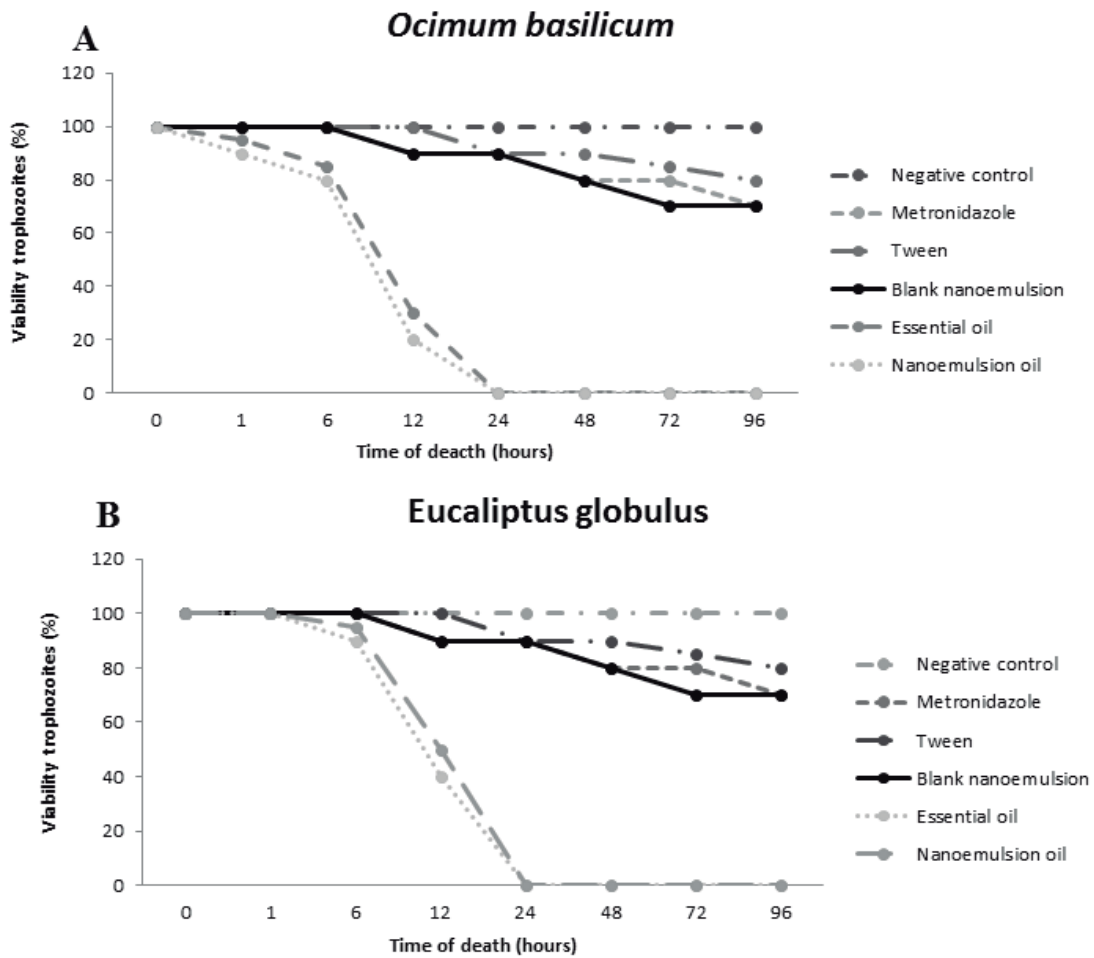 A
Ocimum basilicum
Viability trophozoites (%)
120
100
80
60
40
20
0
0 1 6 12 24 48 72 96
Time of deacth (hours)
Negative control
Metronidazole
Tween
Blank nanoemulsion
Essential oil
Nanoemulsion oil
B
Eucaliptus globulus
Viability trophozoites (%)
120
100
80
60
40
20
0
0 1 6 12 24 48 72 96
Time of death (hours)
Negative control
Metronidazole
Tween
Blank nanoemulsion
Essential oil
Nanoemulsion oil